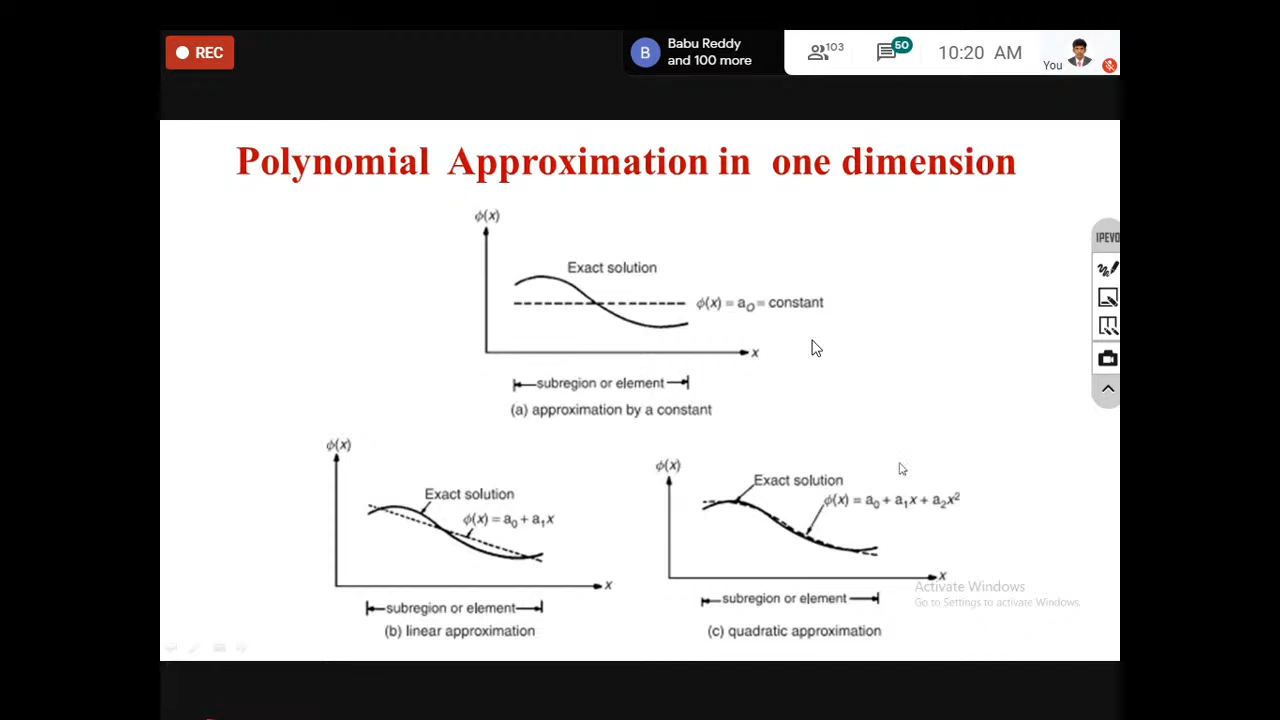 REC
B
Babu Reddy
and 100 more
103
50
10:20 AM
You
Polynomial Approximation in one dimension
IPEVO
ϕ(x)
Exact solution
ϕ(x) = a₀ = constant
x
subregion or element
(a) approximation by a constant
ϕ(x)
Exact solution
ϕ(x) = a₀ + a₁x
x
subregion or element
(b) linear approximation
ϕ(x)
Exact solution
ϕ(x) = a₀ + a₁x + a₂x²
x
subregion or element
(c) quadratic approximation
Activate Windows
Go to Settings to activate Windows.